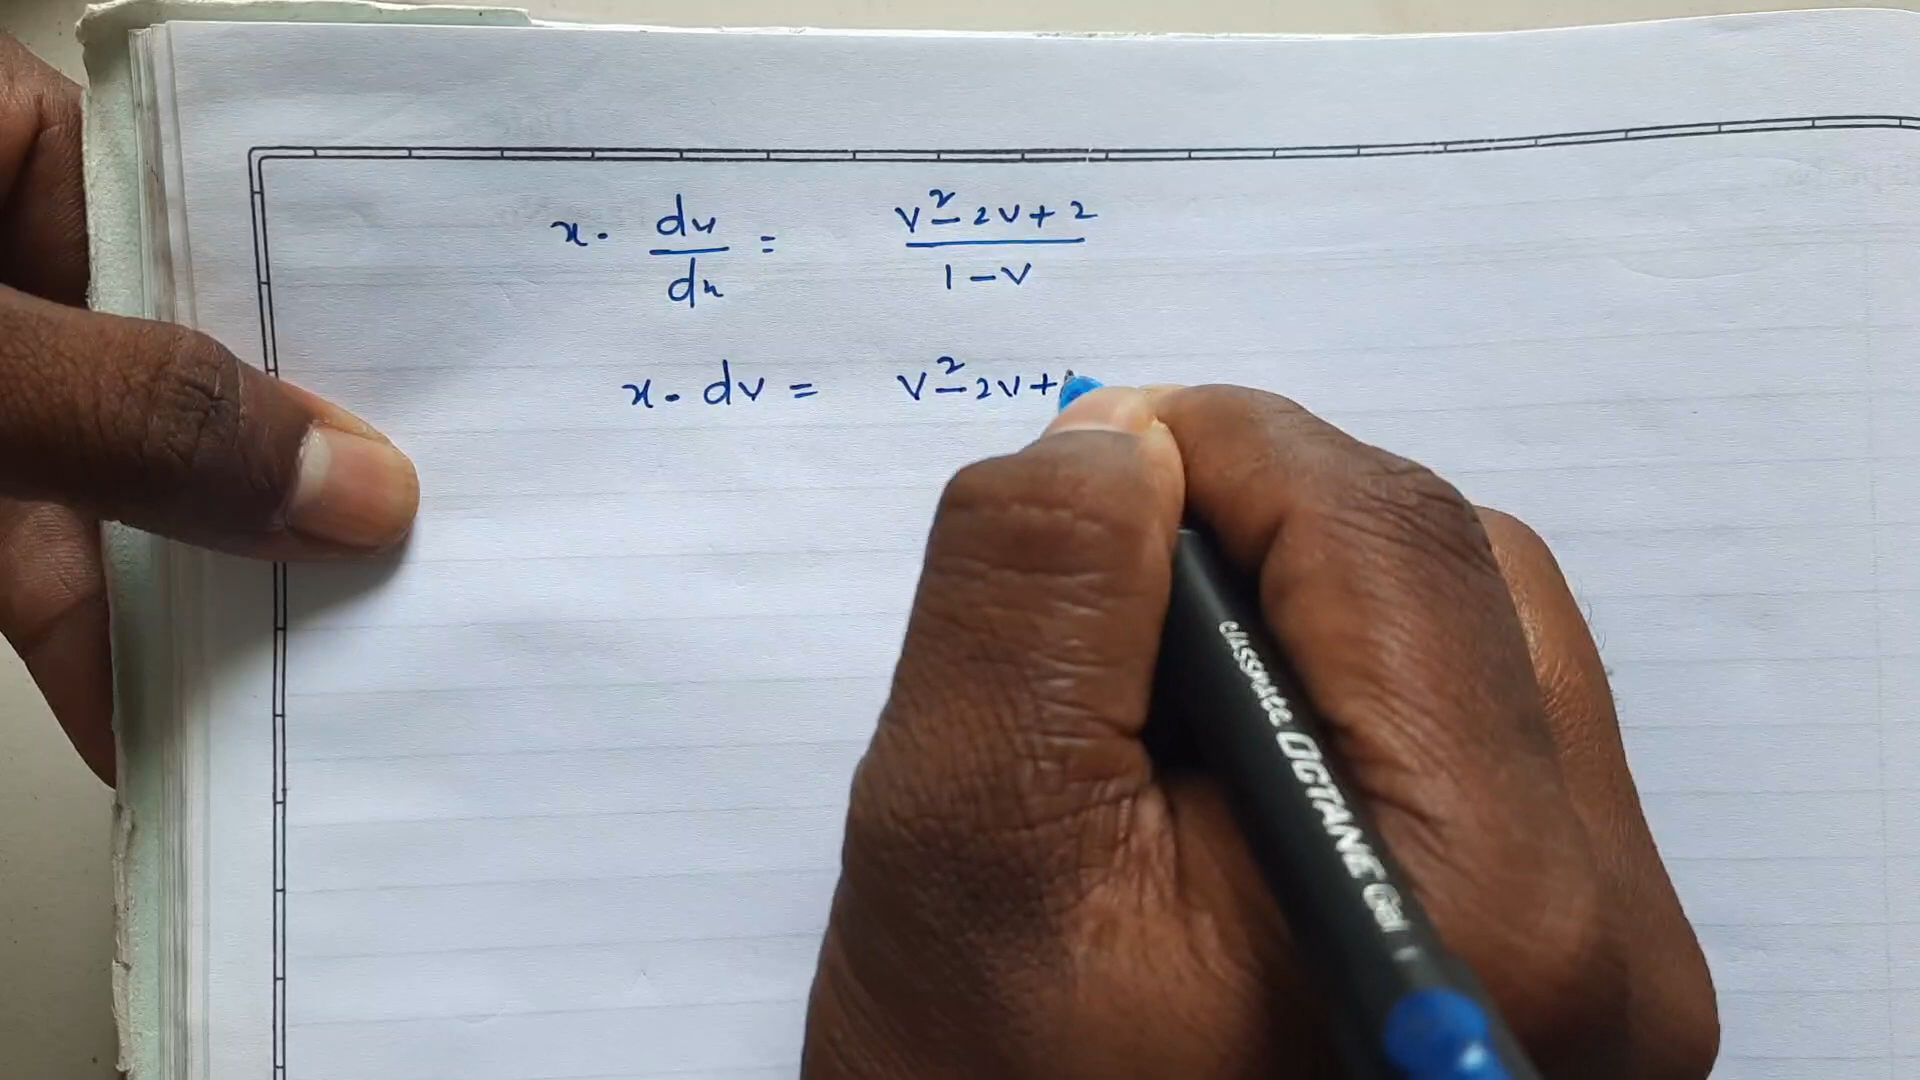 x. dv/dx = v²-2v+2/1-v
x. dv = v²-2v+
classmate OCTANE Gel